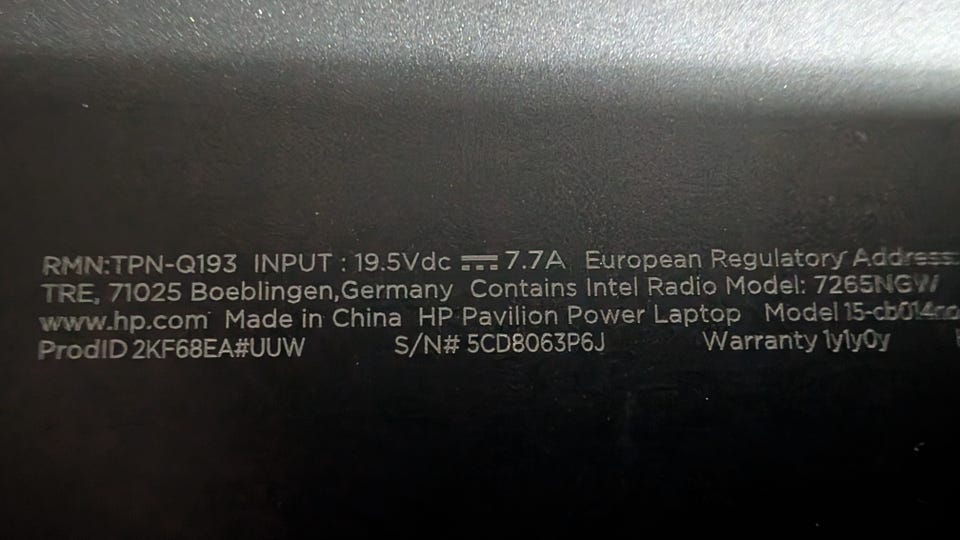 RMN:TPN-Q193 INPUT : 19.5Vdc ⎓ 7.7A European Regulatory Address:
TRE, 71025 Boeblingen,Germany Contains Intel Radio Model: 7265NGW
www.hp.com Made in China HP Pavilion Power Laptop Model
ProdID 2KF68EA#UUW S/N# 5CD8063P6J Warranty 1y1y0y